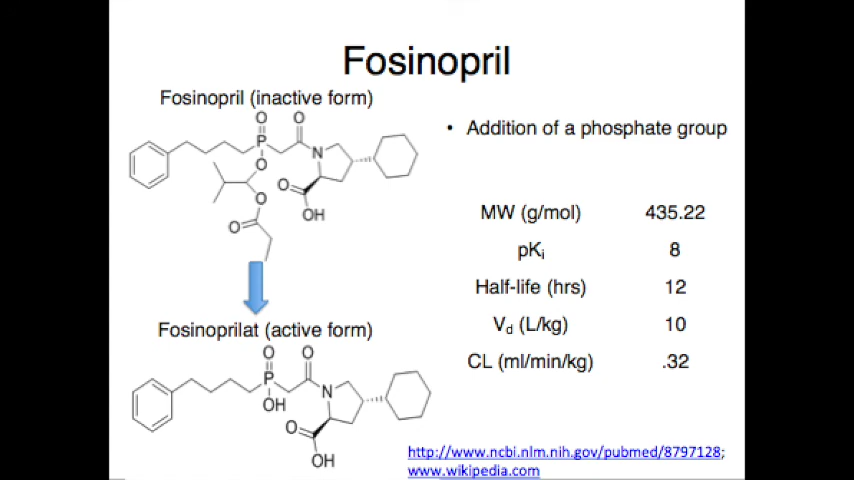 Fosinopril
Fosinopril (inactive form)
O
O
P
N
O
O
OH
O
O
Fosinoprilat (active form)
O
O
P
N
OH
O
OH
• Addition of a phosphate group
MW (g/mol) 435.22
pKi 8
Half-life (hrs) 12
Vd (L/kg) 10
CL (ml/min/kg) .32
http://www.ncbi.nlm.nih.gov/pubmed/8797128;
www.wikipedia.com